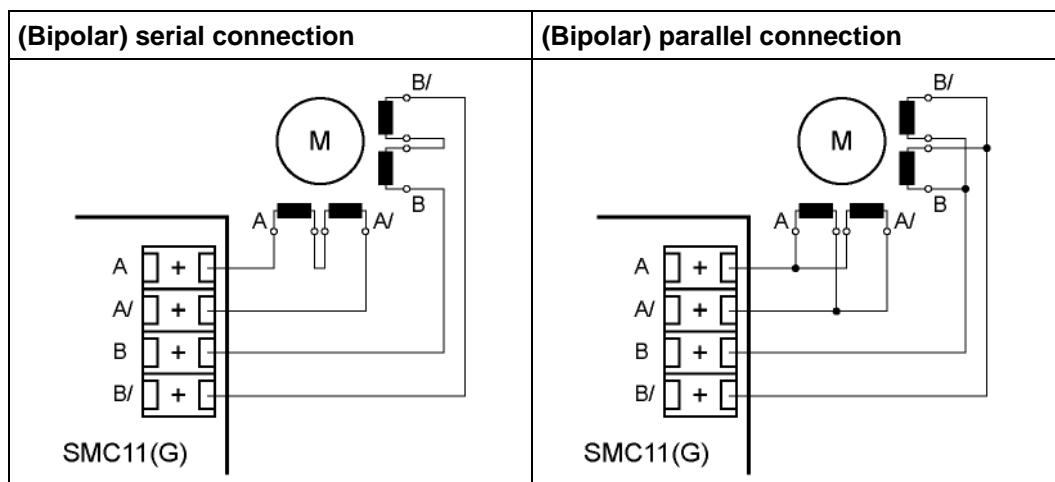 (Bipolar) serial connection
(Bipolar) parallel connection
B/
M
B
A
A/
A
+
A/
+
B
+
B/
+
SMC11(G)
B/
M
B
A
A/
A
+
A/
+
B
+
B/
+
SMC11(G)